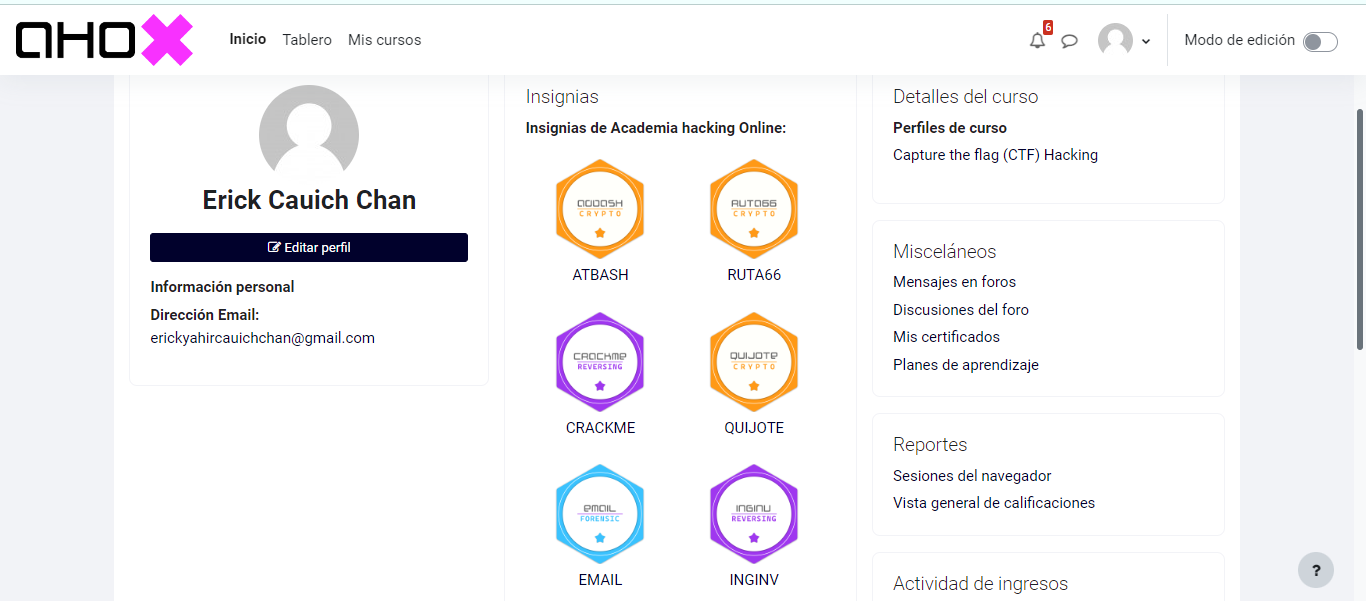 AHOX
Inicio Tablero Mis cursos
6
Modo de edición
Erick Cauich Chan
Editar perfil
Información personal
Dirección Email:
erickyahircauichchan@gmail.com
Insignias
Insignias de Academia hacking Online:
CRYPTO
ATBASH
RUTA66
CRYPTO
RUTA66
CRACKME
REVERSING
CRACKME
QUIJOTE
CRYPTO
QUIJOTE
EMAIL
FORENSIC
EMAIL
INGINV
REVERSING
INGINV
Detalles del curso
Perfiles de curso
Capture the flag (CTF) Hacking
Misceláneos
Mensajes en foros
Discusiones del foro
Mis certificados
Planes de aprendizaje
Reportes
Sesiones del navegador
Vista general de calificaciones
Actividad de ingresos
?